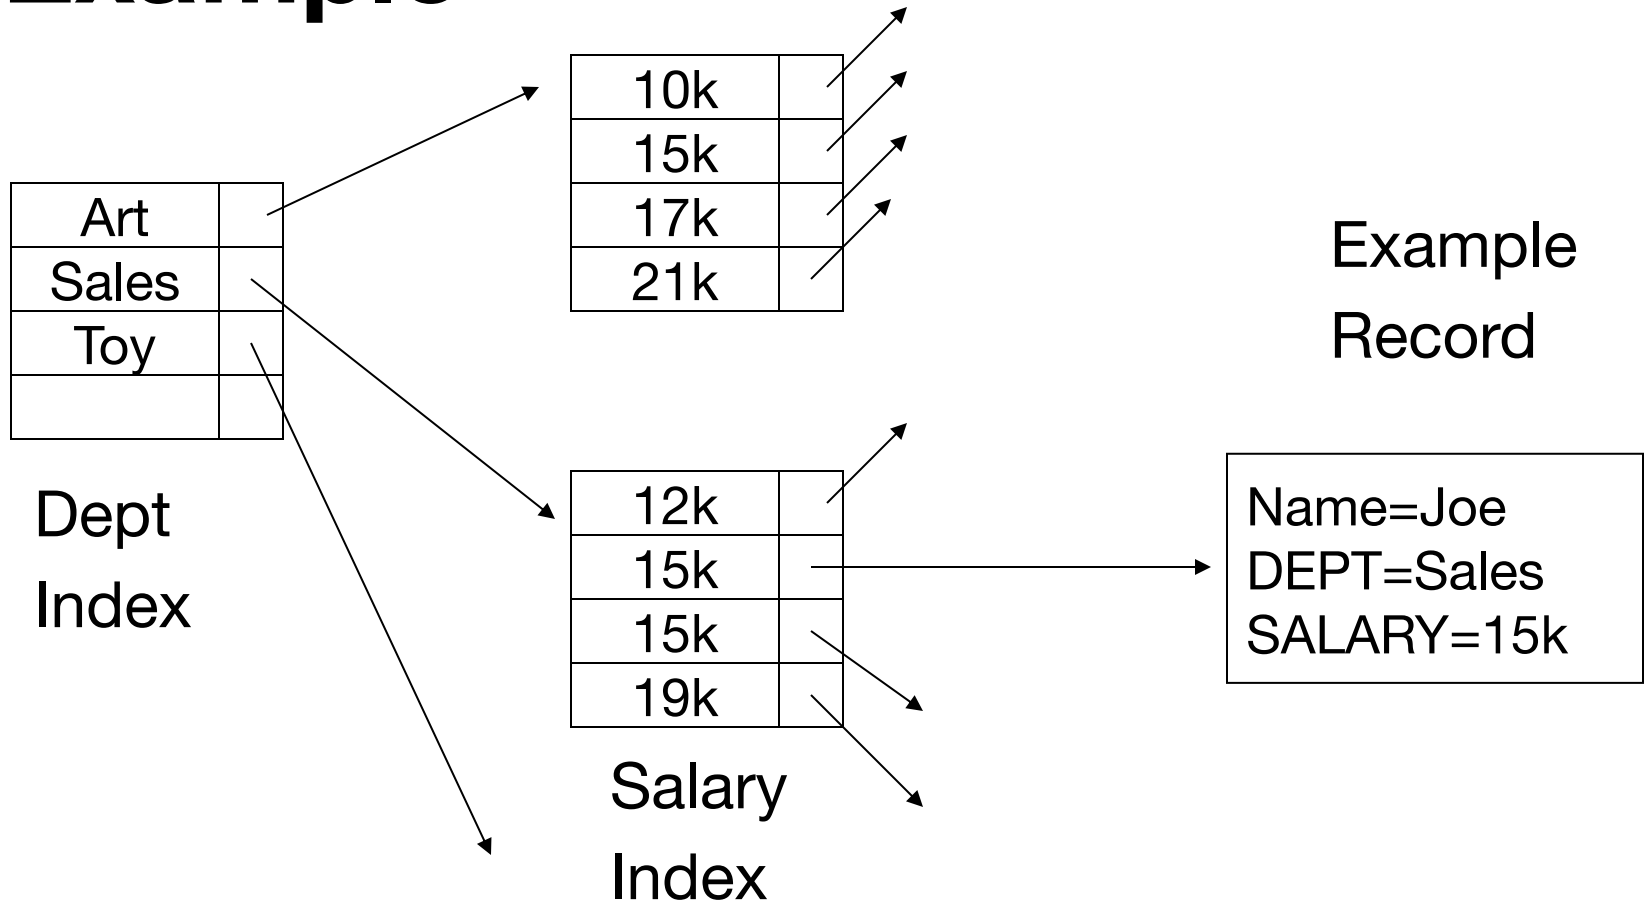 Example
10k
15k
17k
21k
Art
Sales
Toy
Dept
Index
12k
15k
15k
19k
Salary
Index
Example
Record
Name=Joe
DEPT=Sales
SALARY=15k